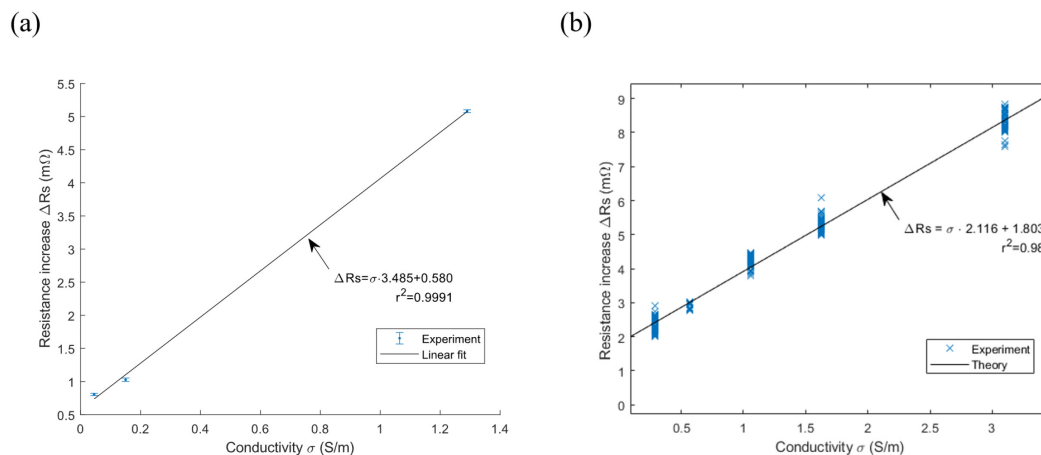 (a)
(b)
5.5
5
4.5
4
3.5
3
2.5
2
1.5
1
0.5
0
0.2
0.4
0.6
0.8
1
1.2
1.4
Resistance increase ΔRs (mΩ)
Conductivity σ (S/m)
ΔRs=σ·3.485+0.580
r²=0.9991
Experiment
Linear fit
9
8
7
6
5
4
3
2
1
0
0.5
1
1.5
2
2.5
3
Resistance increase ΔRs (mΩ)
Conductivity σ (S/m)
ΔRs = σ · 2.116 + 1.803
r²=0.98
Experiment
Theory